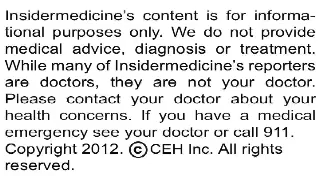 Insidermedicine's content is for informa-
tional purposes only. We do not provide
medical advice, diagnosis or treatment.
While many of Insidermedicine's reporters
are doctors, they are not your doctor.
Please contact your doctor about your
health concerns. If you have a medical
emergency see your doctor or call 911.
Copyright 2012. ©CEH Inc. All rights
reserved.